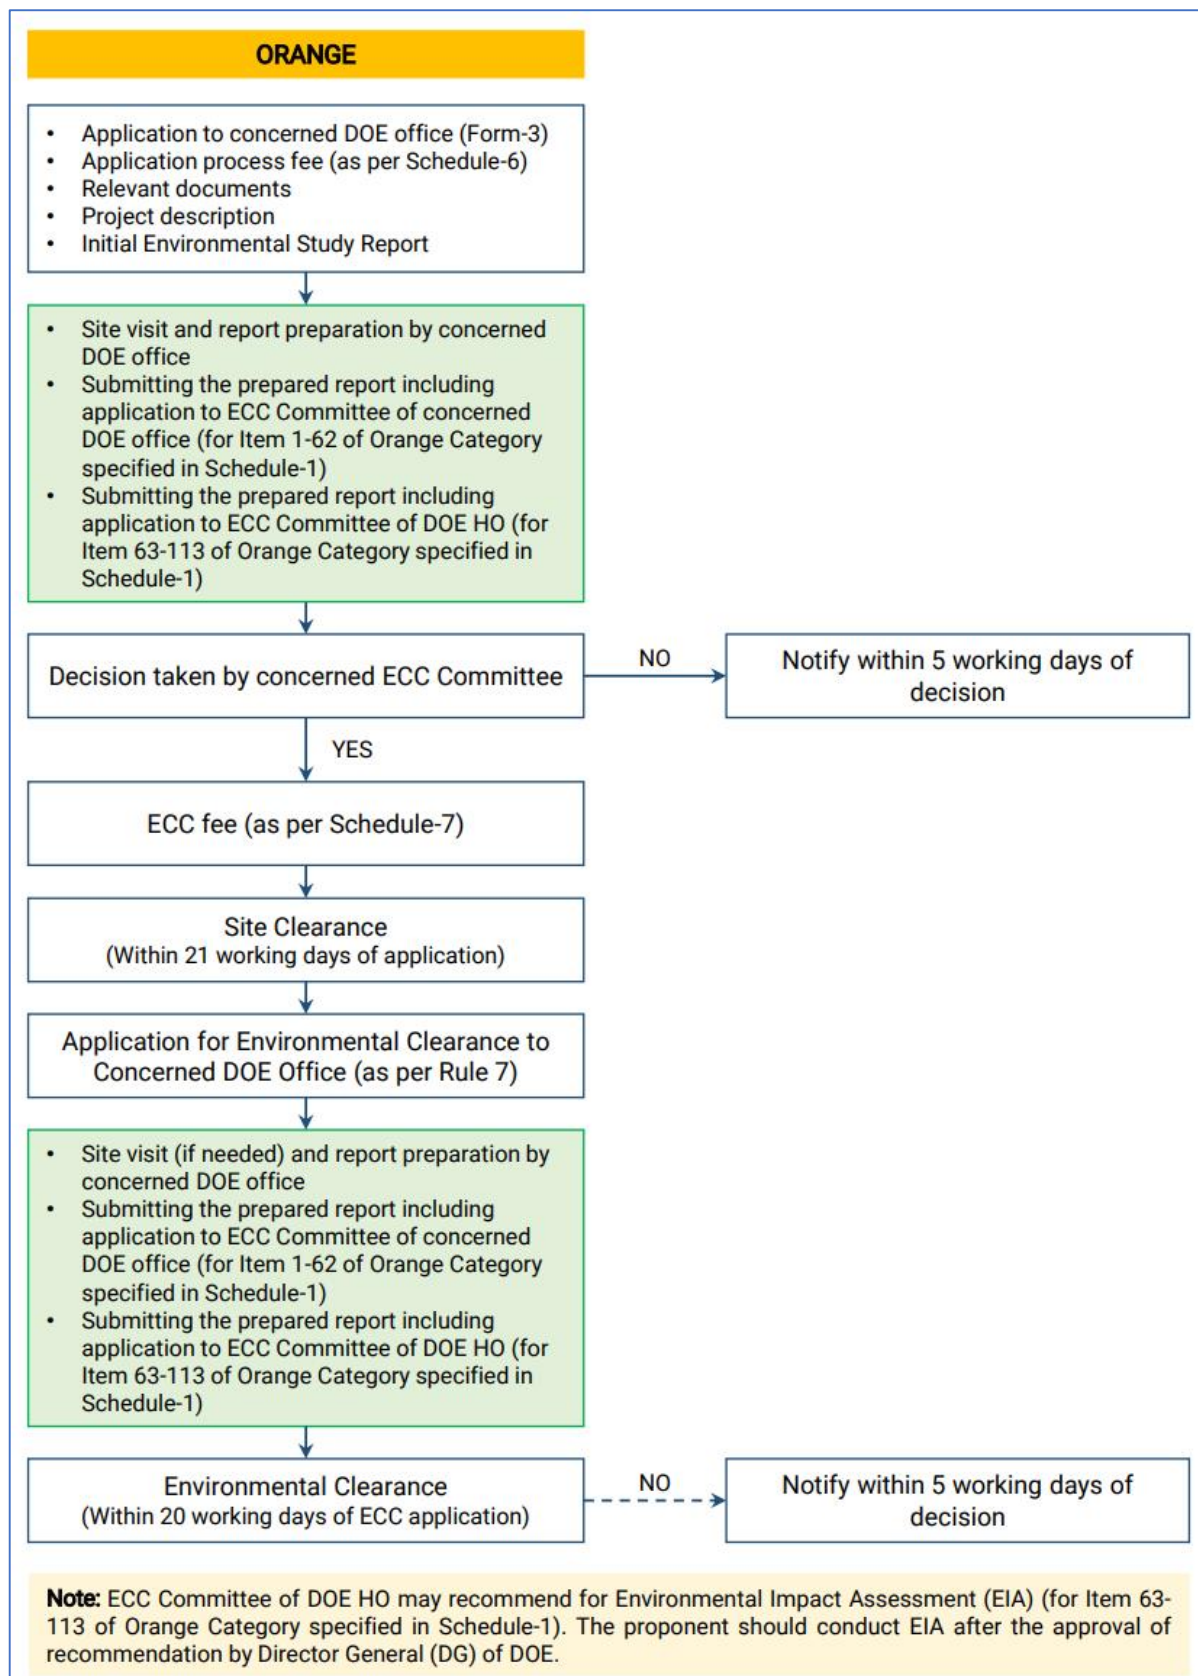 ORANGE
• Application to concerned DOE office (Form-3)
• Application process fee (as per Schedule-6)
• Relevant documents
• Project description
• Initial Environmental Study Report
• Site visit and report preparation by concerned
DOE office
• Submitting the prepared report including
application to ECC Committee of concerned
DOE office (for Item 1-62 of Orange Category
specified in Schedule-1)
• Submitting the prepared report including
application to ECC Committee of DOE HO (for
Item 63-113 of Orange Category specified in
Schedule-1)
Decision taken by concerned ECC Committee
NO
Notify within 5 working days of
decision
YES
ECC fee (as per Schedule-7)
Site Clearance
(Within 21 working days of application)
Application for Environmental Clearance to
Concerned DOE Office (as per Rule 7)
• Site visit (if needed) and report preparation by
concerned DOE office
• Submitting the prepared report including
application to ECC Committee of concerned
DOE office (for Item 1-62 of Orange Category
specified in Schedule-1)
• Submitting the prepared report including
application to ECC Committee of DOE HO (for
Item 63-113 of Orange Category specified in
Schedule-1)
Environmental Clearance
(Within 20 working days of ECC application)
NO
Notify within 5 working days of
decision
Note: ECC Committee of DOE HO may recommend for Environmental Impact Assessment (EIA) (for Item 63-
113 of Orange Category specified in Schedule-1). The proponent should conduct EIA after the approval of
recommendation by Director General (DG) of DOE.